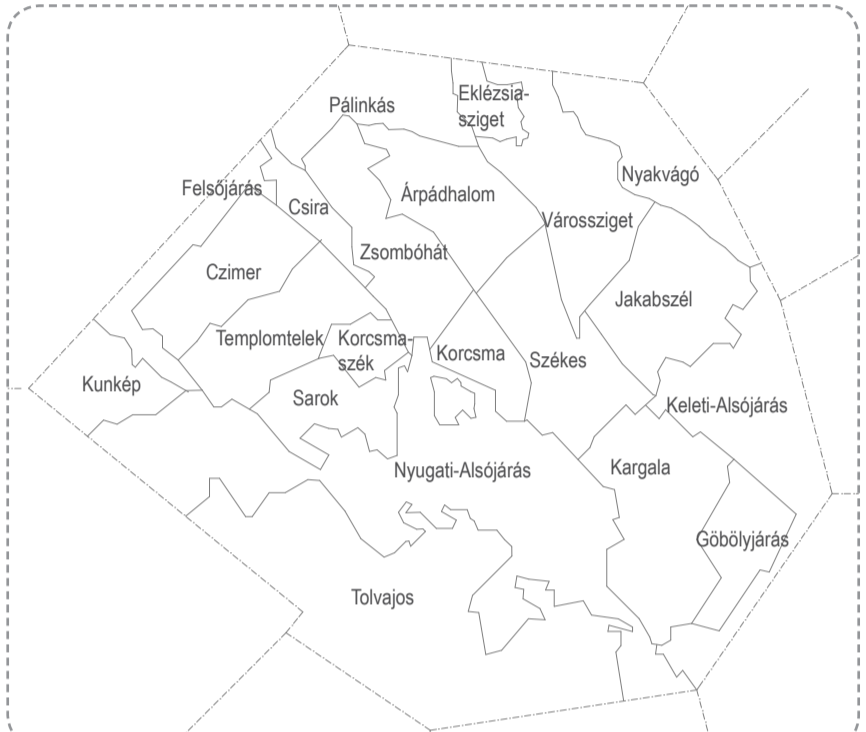 Eklézsia-
sziget
Pálinkás
Nyakvágó
Felsőjárás
Árpádhalom
Csira
Várossziget
Zsombóhát
Czimer
Jakabszél
Templomtelek
Korcsma-
szék
Korcsma
Székes
Kunkép
Sarok
Keleti-Alsójárás
Nyugati-Alsójárás
Kargala
Göbölyjárás
Tolvajos